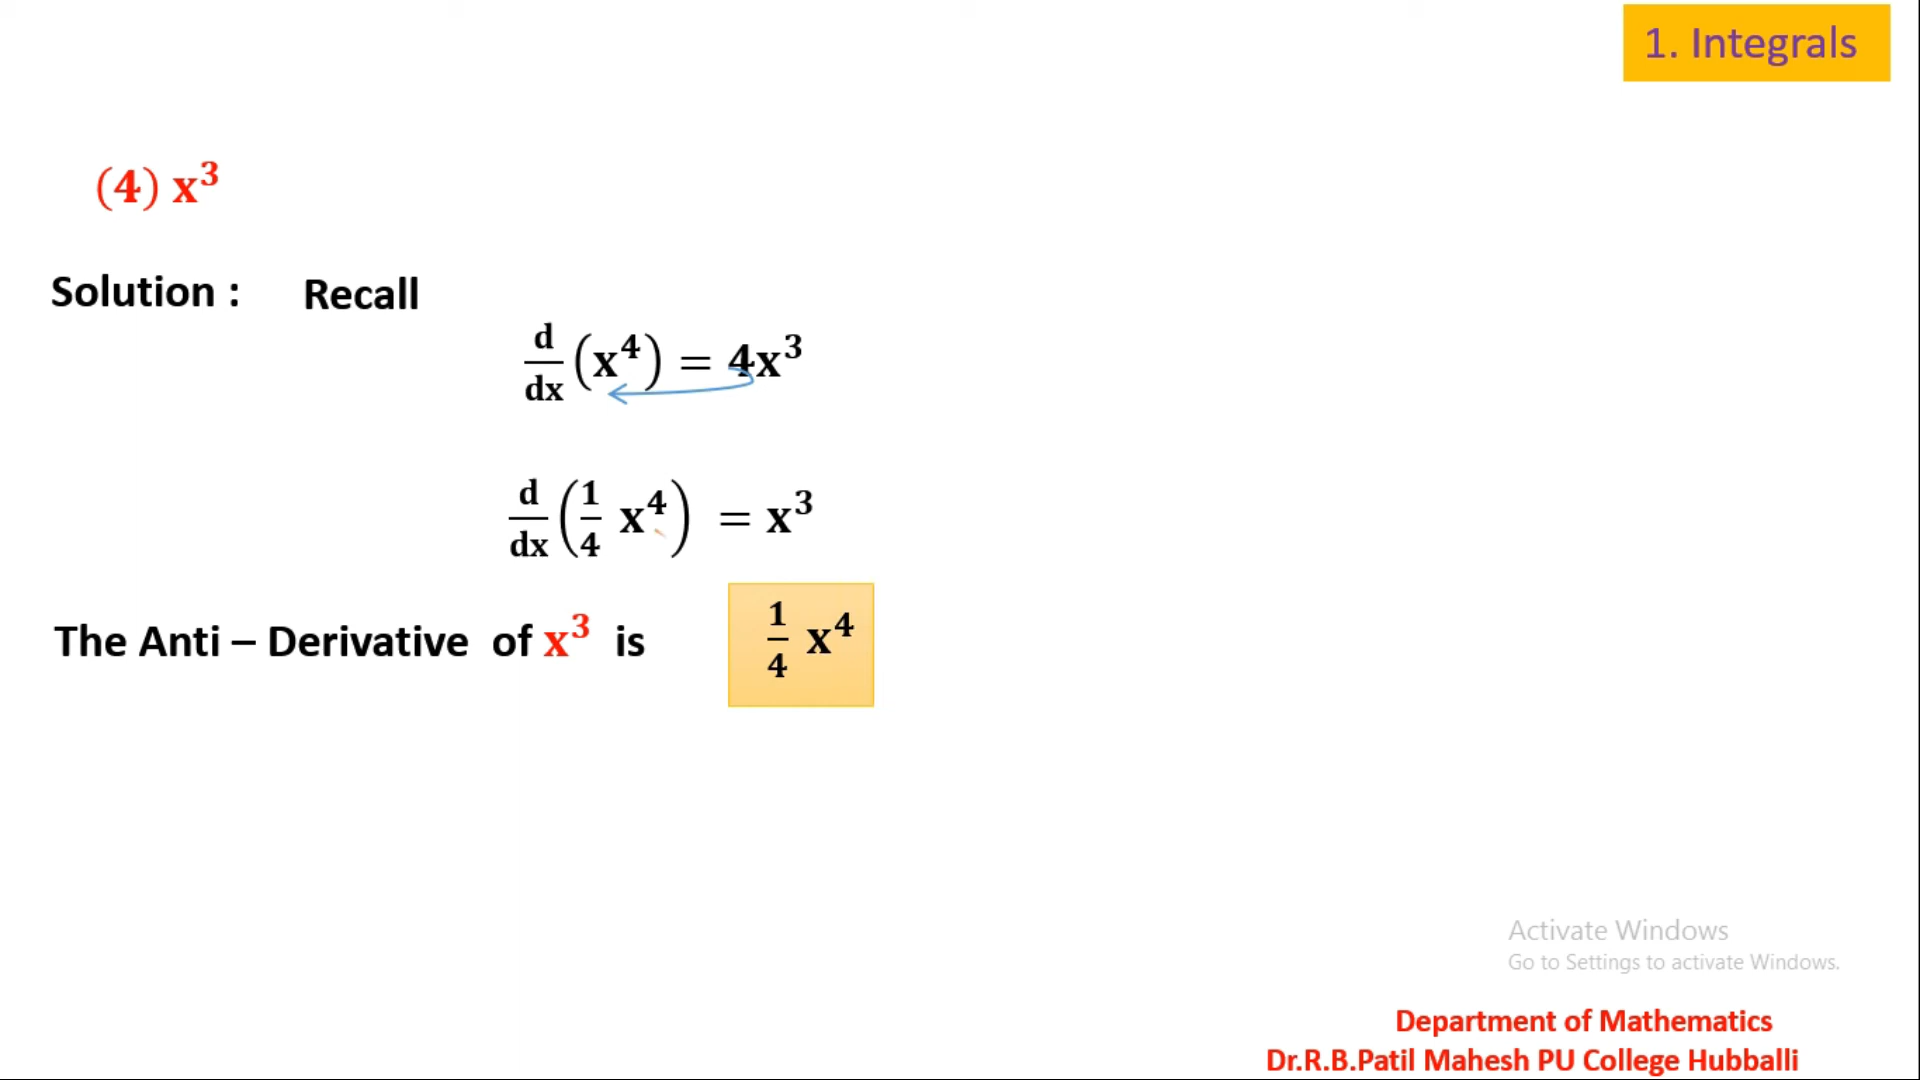 1. Integrals
(4) x³
Solution : Recall
d/dx (x⁴) = 4x³
d/dx (1/4 x⁴) = x³
The Anti – Derivative of x³ is 1/4 x⁴
Activate Windows
Go to Settings to activate Windows.
Department of Mathematics
Dr.R.B.Patil Mahesh PU College Hubballi